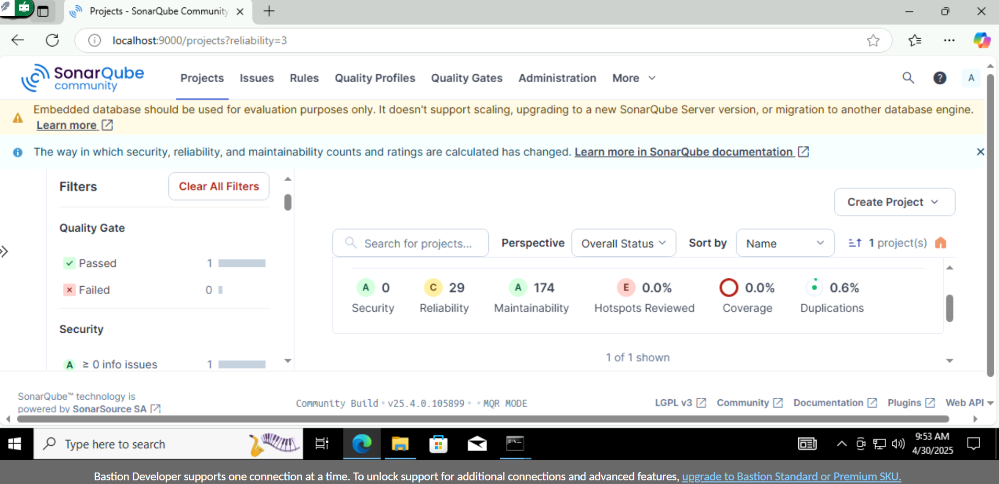 Projects - SonarQube Community
localhost:9000/projects?reliability=3
SonarQube
community
Projects Issues Rules Quality Profiles Quality Gates Administration More
? A
Embedded database should be used for evaluation purposes only. It doesn't support scaling, upgrading to a new SonarQube Server version, or migration to another database engine.
Learn more
The way in which security, reliability, and maintainability counts and ratings are calculated has changed. Learn more in SonarQube documentation
Filters Clear All Filters
Create Project
Quality Gate
Search for projects... Perspective Overall Status Sort by Name 1 project(s)
Passed 1
Failed 0
A 0 C 29 A 174 E 0.0% 0.0% 0.6%
Security Reliability Maintainability Hotspots Reviewed Coverage Duplications
Security
A ≥ 0 info issues 1
1 of 1 shown
SonarQube™ technology is
powered by SonarSource SA
Community Build • v25.4.0.105899 • • MQR MODE
LGPL v3 Community Documentation Plugins Web API
Type here to search
9:53 AM
4/30/2025
Bastion Developer supports one connection at a time. To unlock support for additional connections and advanced features, upgrade to Bastion Standard or Premium SKU.